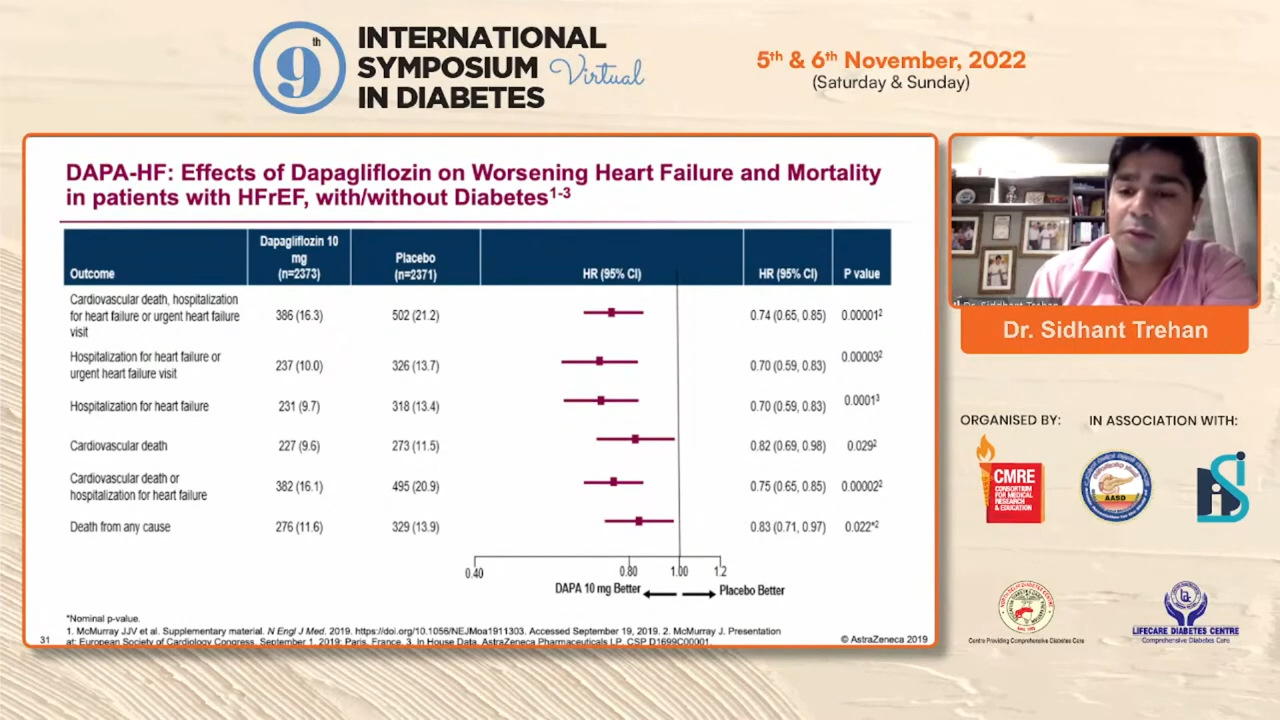 9th
INTERNATIONAL
SYMPOSIUM Virtual
IN DIABETES
5th & 6th November, 2022
(Saturday & Sunday)
DAPA-HF: Effects of Dapagliflozin on Worsening Heart Failure and Mortality
in patients with HFrEF, with/without Diabetes1-3
Outcome
Dapagliflozin 10
mg
(n=2373)
Placebo
(n=2371)
HR (95% CI)
HR (95% CI)
P value
Cardiovascular death, hospitalization
for heart failure or urgent heart failure
visit
386 (16.3)
502 (21.2)
0.74 (0.65, 0.85)
0.00001²
Hospitalization for heart failure or
urgent heart failure visit
237 (10.0)
326 (13.7)
0.70 (0.59, 0.83)
0.00003²
Hospitalization for heart failure
231 (9.7)
318 (13.4)
0.70 (0.59, 0.83)
0.0001³
Cardiovascular death
227 (9.6)
273 (11.5)
0.82 (0.69, 0.98)
0.029²
Cardiovascular death or
hospitalization for heart failure
382 (16.1)
495 (20.9)
0.75 (0.65, 0.85)
0.00002²
Death from any cause
276 (11.6)
329 (13.9)
0.83 (0.71, 0.97)
0.022*²
0.40
0.80
1.00
1.2
DAPA 10 mg Better
Placebo Better
*Nominal p-value.
1. McMurray JJV et al. Supplementary material. N Engl J Med. 2019. https://doi.org/10.1056/NEJMoa1911303. Accessed September 19, 2019. 2. McMurray J. Presentation
at: European Society of Cardiology Congress. September 1, 2019; Paris, France. 3. In House Data. AstraZeneca Pharmaceuticals LP. CSP D1699C00001.
31
© AstraZeneca 2019
Dr. Siddhant Trehan
Dr. Sidhant Trehan
ORGANISED BY:
IN ASSOCIATION WITH:
CMRE
CONSORTIUM
FOR MEDICAL
RESEARCH
& EDUCATION
AASD
Centre Providing Comprehensive Diabetes Care
LIFECARE DIABETES CENTRE
Comprehensive Diabetes Care